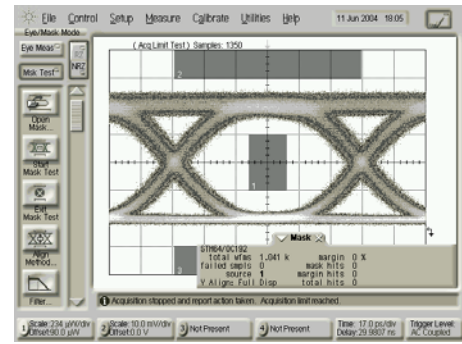 File Control Setup Measure Calibrate Utilities Help 11 Jun 2004 18:05
Eye/Mask Mode
Eye Meas
Msk Test
NRZ
Open Mask...
Start Mask Test
Exit Mask Test
Align Method...
Filter...
( Acq Limit Test ) Samples: 1350
2
1
3
Mask
STM64/OC192
total wfms 1.041 k margin 0 %
failed smpls 0 mask hits 0
source 1 margin hits 0
Y Align: Full Disp total hits 0
Acquisition stopped and report action taken. Acquisition limit reached.
1 Scale: 234 µW/div
Offset: 90.0 µW
2 Scale: 10.0 mV/div
Offset: 0.0 V
3 Not Present
4 Not Present
Time: 17.0 ps/div
Delay: 29.9807 ns
Trigger Level:
AC Coupled